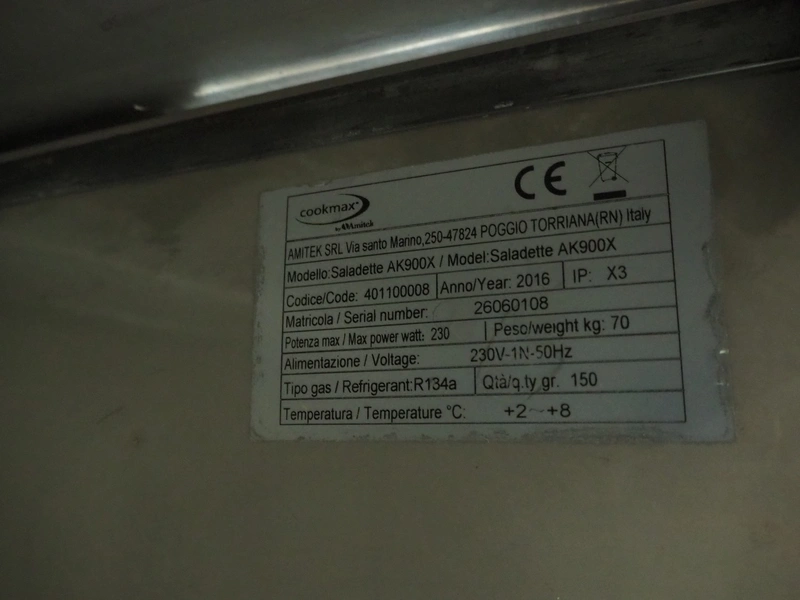 cookmax
by Amitek
CE
AMITEK SRL Via santo Marino,250-47824 POGGIO TORRIANA(RN) Italy
Modello:Saladette AK900X / Model:Saladette AK900X
Codice/Code: 401100008 Anno/Year: 2016 IP: X3
Matricola / Serial number: 26060108
Potenza max / Max power watt: 230 Peso/weight kg: 70
Alimentazione / Voltage: 230V-1N-50Hz
Tipo gas / Refrigerant:R134a Qtà/q.ty gr. 150
Temperatura / Temperature °C: +2~+8